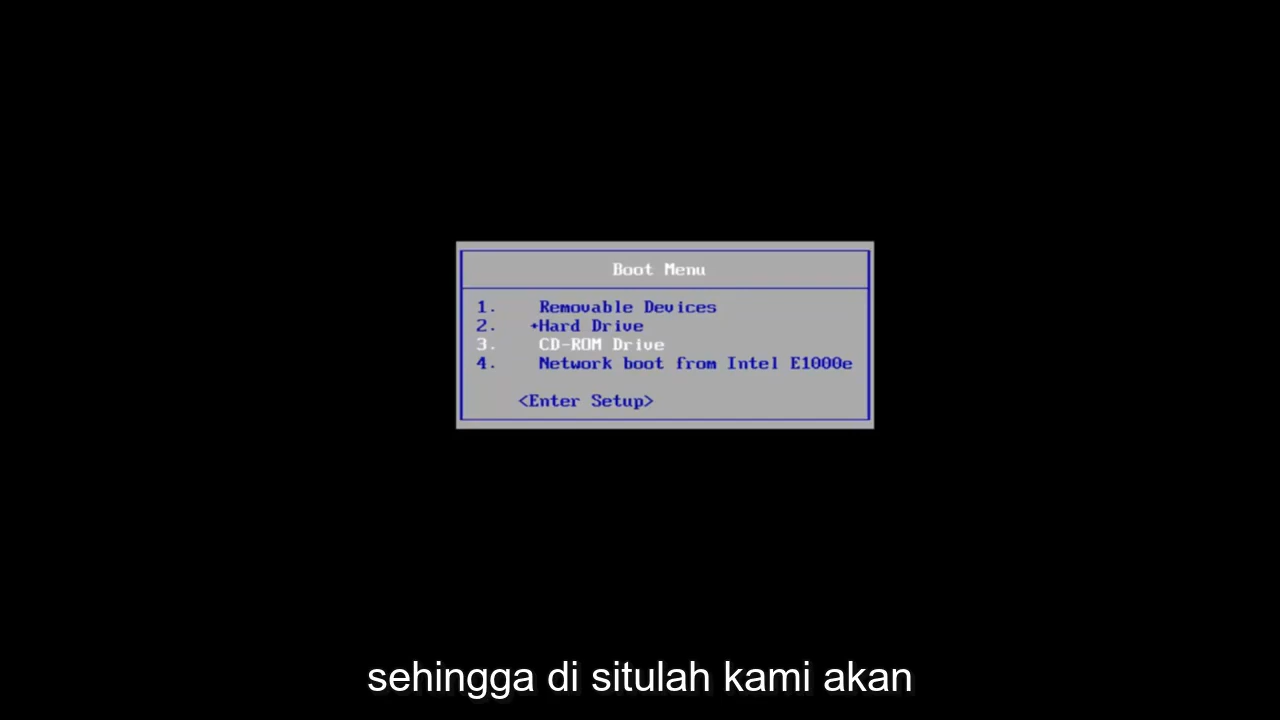 Boot Menu
1. Removable Devices
2. +Hard Drive
3. CD-ROM Drive
4. Network boot from Intel E1000e
<Enter Setup>
sehingga di situlah kami akan